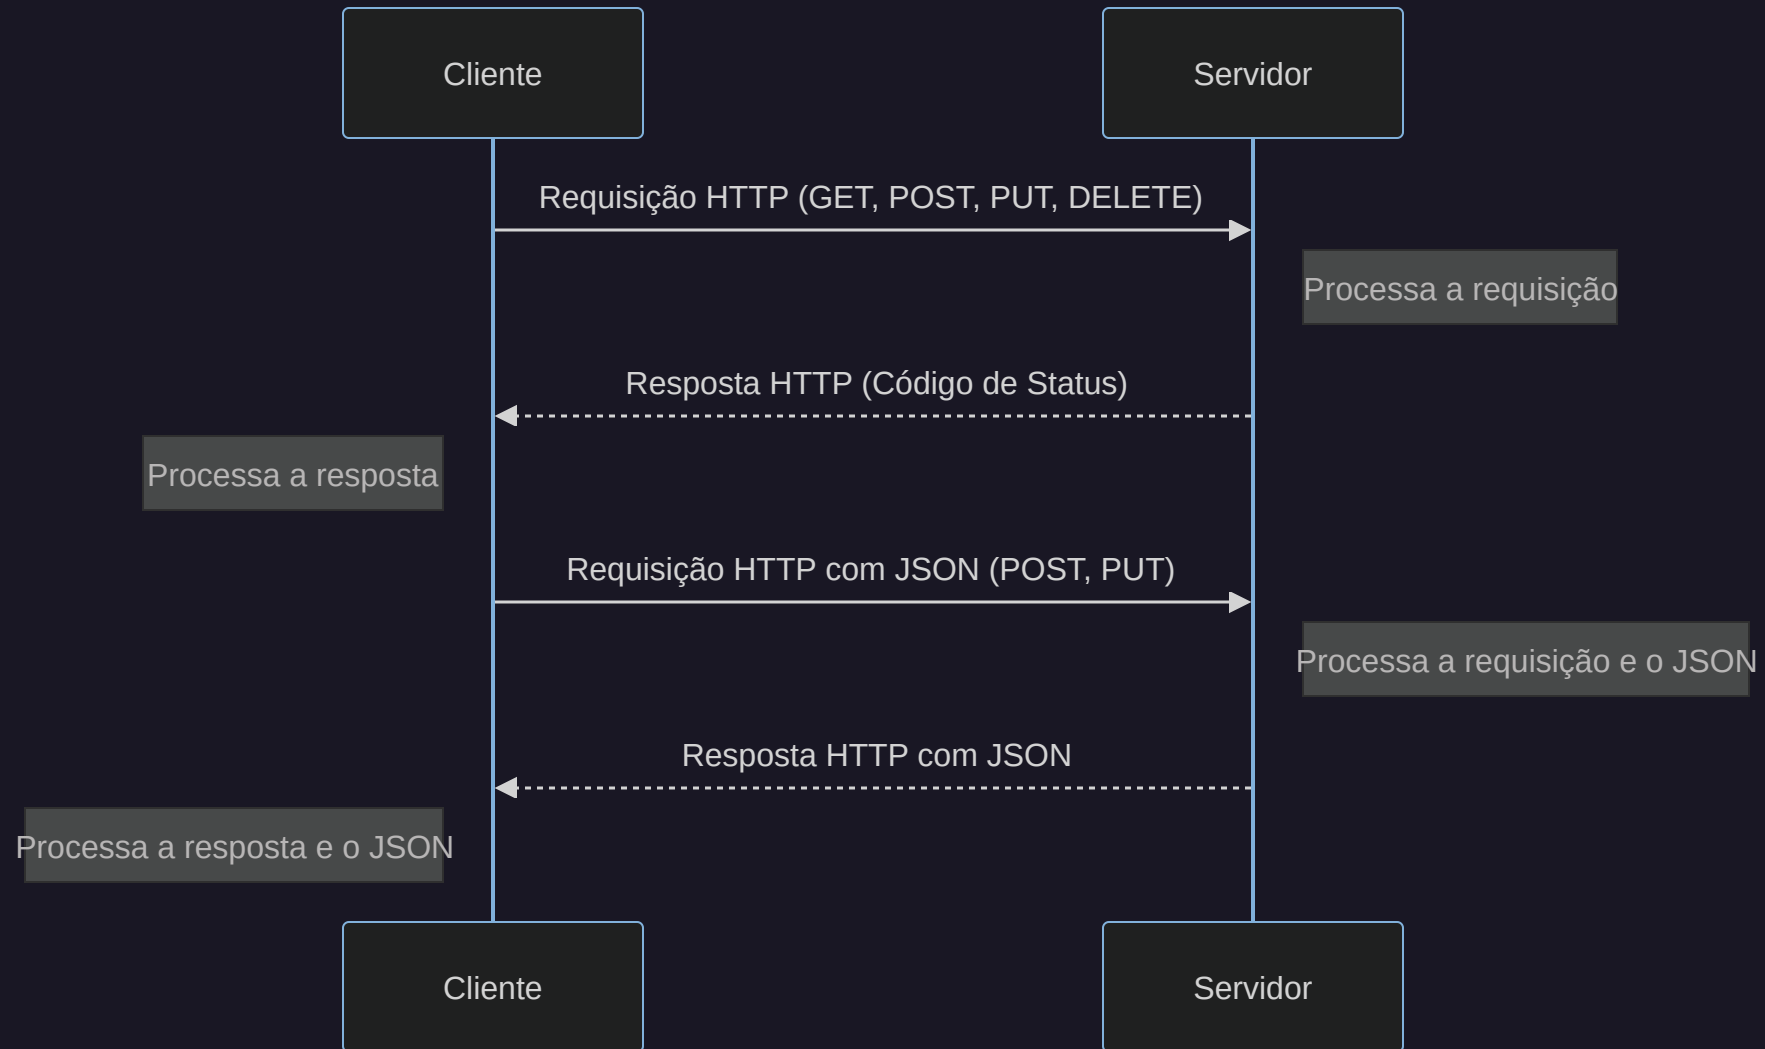 Cliente
Servidor
Requisição HTTP (GET, POST, PUT, DELETE)
Processa a requisição
Resposta HTTP (Código de Status)
Processa a resposta
Requisição HTTP com JSON (POST, PUT)
Processa a requisição e o JSON
Resposta HTTP com JSON
Processa a resposta e o JSON
Cliente
Servidor